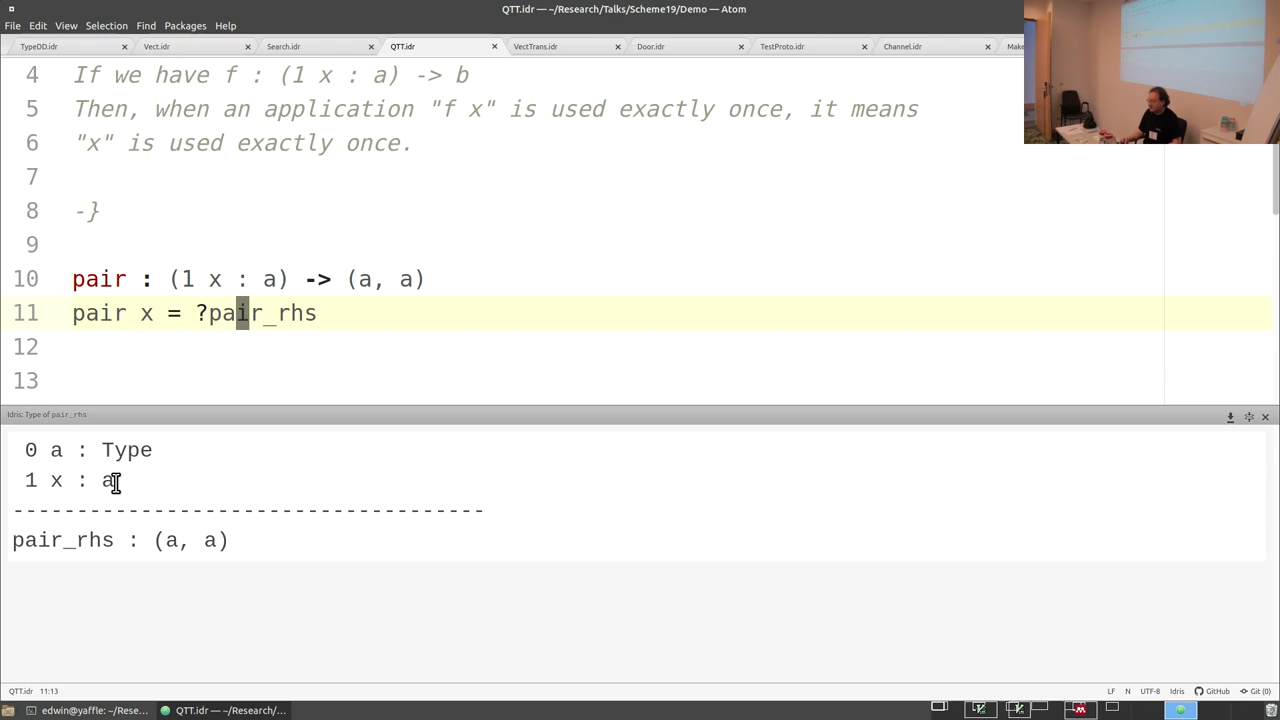 QTT.idr — ~/Research/Talks/Scheme19/Demo — Atom
File Edit View Selection Find Packages Help
TypeDD.idr × Vect.idr × Search.idr × QTT.idr × VectTrans.idr × Door.idr × TestProto.idr × Channel.idr × Make
4 If we have f : (1 x : a) -> b
5 Then, when an application "f x" is used exactly once, it means
6 "x" is used exactly once.
7
8 -}
9
10 pair : (1 x : a) -> (a, a)
11 pair x = ?pair_rhs
12
13
Idris: Type of pair_rhs
0 a : Type
1 x : a
-------------------------------------
pair_rhs : (a, a)
QTT.idr 11:13 LF N UTF-8 Idris GitHub Git (0)
edwin@yaffle: ~/Rese... QTT.idr — ~/Research/...